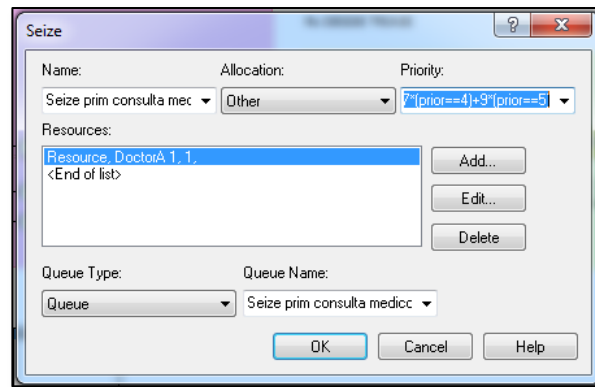 Seize
Name: Allocation: Priority:
Seize prim consulta mec Other 7*(prior==4)+9*(prior==5)
Resources:
Resource, DoctorA 1, 1,
<End of list>
Add...
Edit...
Delete
Queue Type: Queue Name:
Queue Seize prim consulta medicc
OK Cancel Help